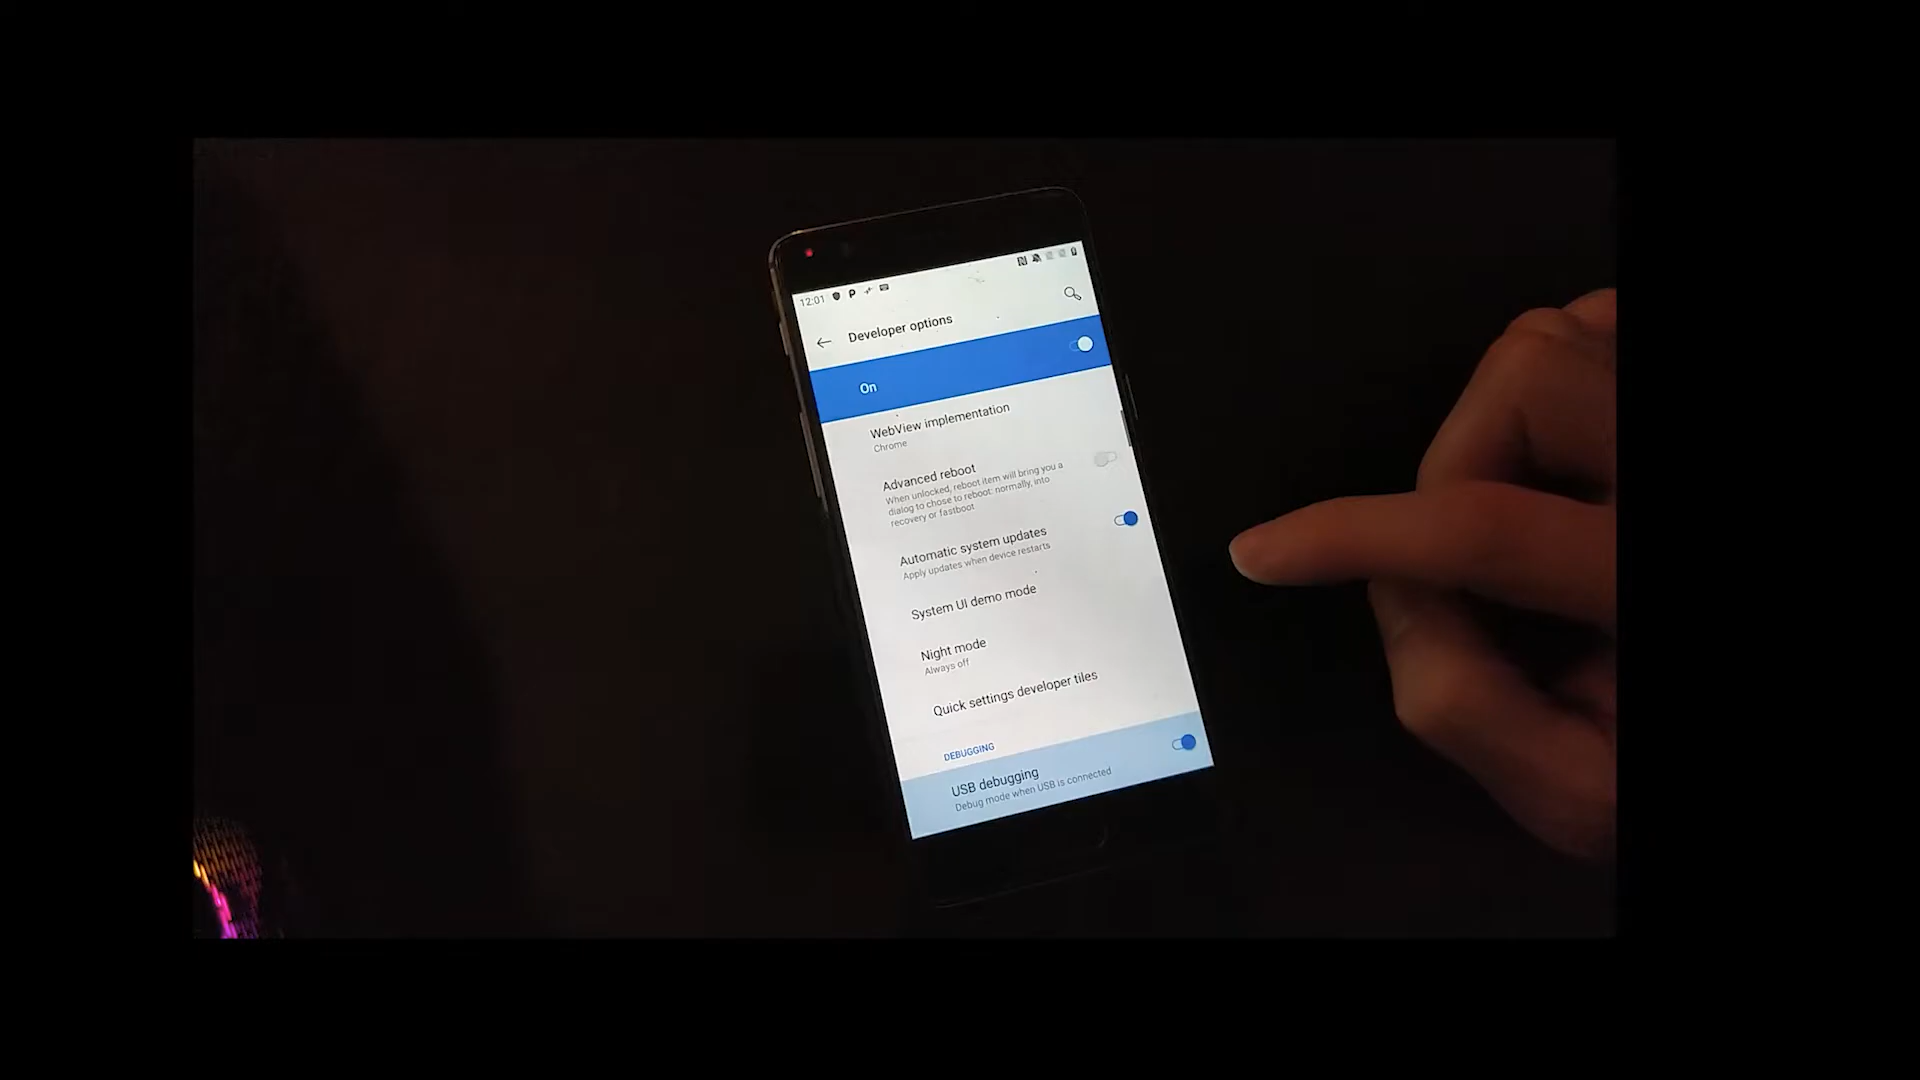 12:01
Developer options
On
WebView implementation
Chrome
Advanced reboot
When unlocked, reboot item will bring you a
dialog to chose to reboot: normally, into
recovery or fastboot
Automatic system updates
Apply updates when device restarts
System UI demo mode
Night mode
Always off
Quick settings developer tiles
DEBUGGING
USB debugging
Debug mode when USB is connected